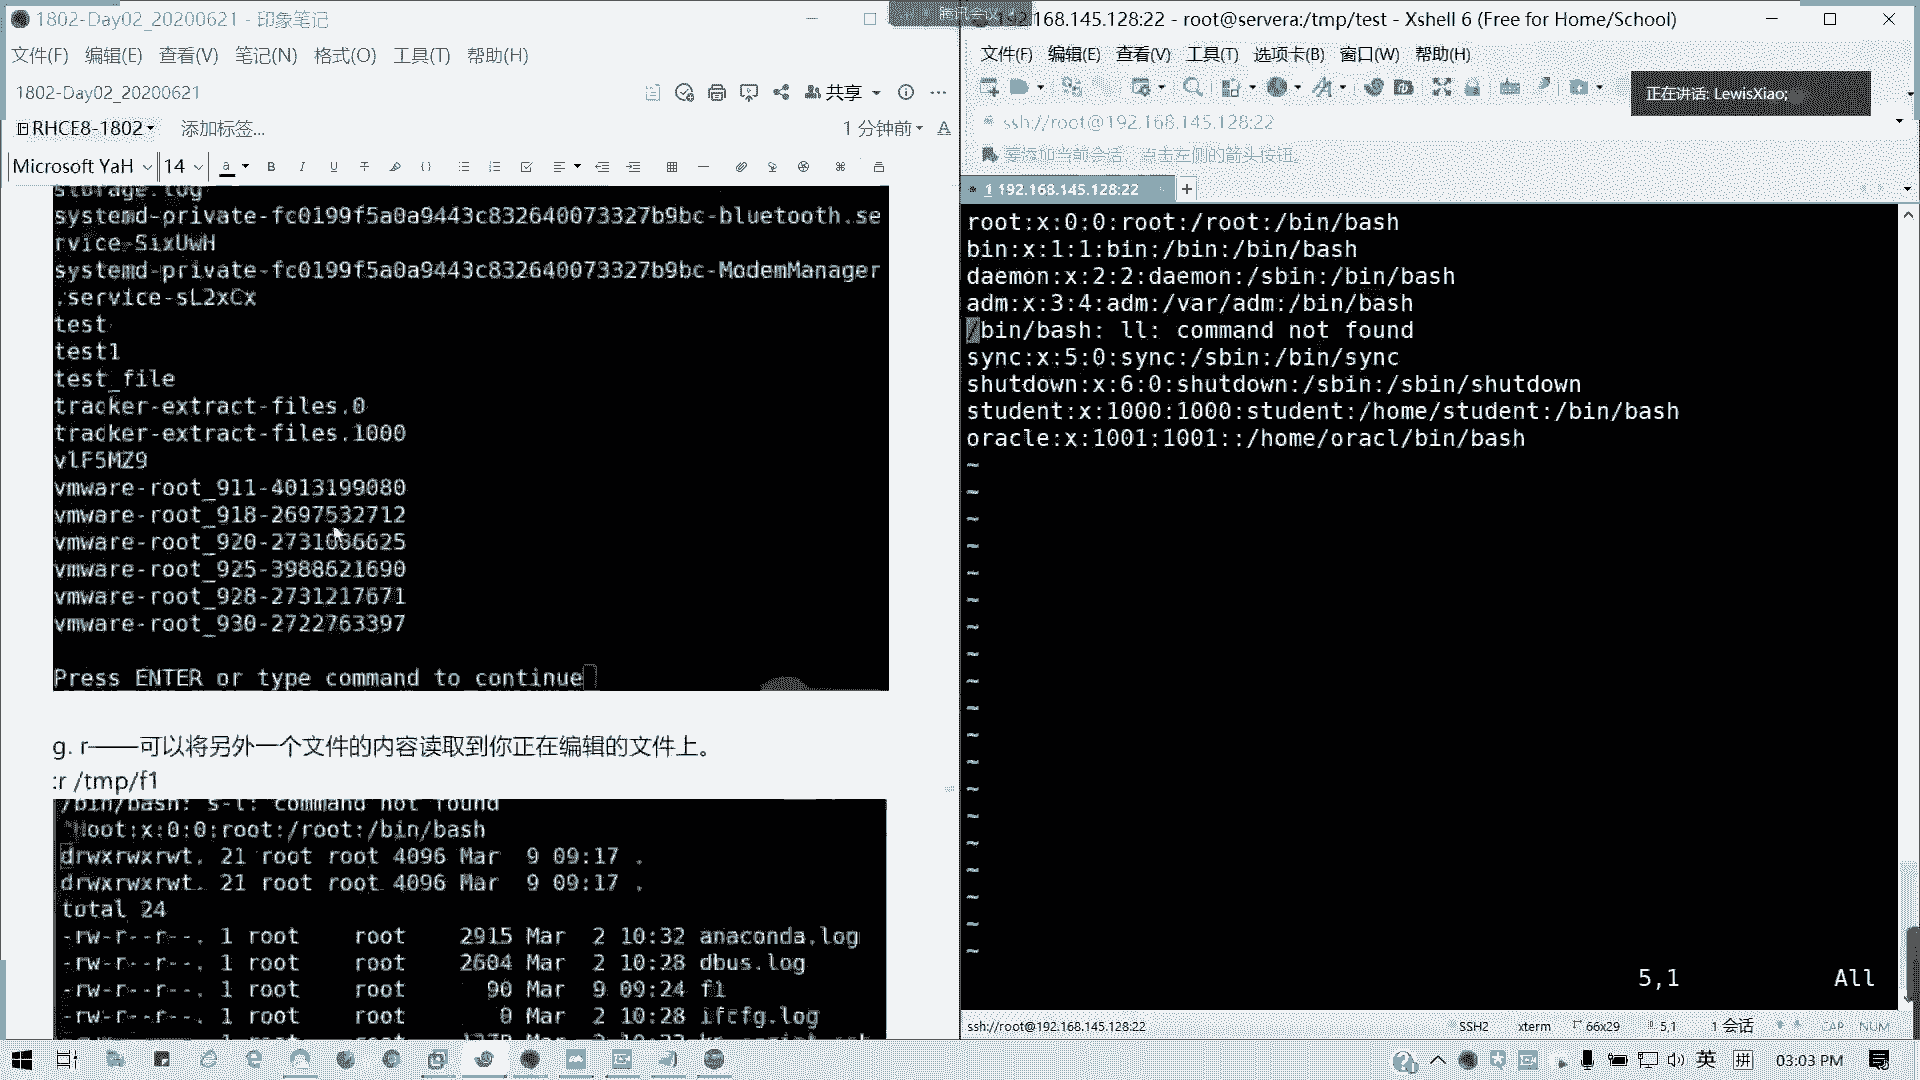 1802-Day02_20200621 - 印象笔记
文件(F) 编辑(E) 查看(V) 笔记(N) 格式(O) 工具(T) 帮助(H)
1802-Day02_20200621
共享
RHCE8-1802
添加标签...
1 分钟前
Microsoft YaH 14
storage.log
systemd-private-fc0199f5a0a9443c832640073327b9bc-bluetooth.se
rvice-SixUwH
systemd-private-fc0199f5a0a9443c832640073327b9bc-ModemManager
.service-sL2xCx
test
test1
test_file
tracker-extract-files.0
tracker-extract-files.1000
vlF5MZ9
vmware-root_911-4013199080
vmware-root_918-2697532712
vmware-root_920-2731086625
vmware-root_925-3988621690
vmware-root_928-2731217671
vmware-root_930-2722763397
Press ENTER or type command to continue
g. r——可以将另外一个文件的内容读取到你正在编辑的文件上。
:r /tmp/f1
/bin/bash: s-l: command not found
oot:x:0:0:root:/root:/bin/bash
drwxrwxrwt. 21 root root 4096 Mar 9 09:17 .
drwxrwxrwt. 21 root root 4096 Mar 9 09:17 .
total 24
-rw-r--r--. 1 root root 2915 Mar 2 10:32 anaconda.log
-rw-r--r--. 1 root root 2604 Mar 2 10:28 dbus.log
-rw-r--r--. 1 root root 90 Mar 9 09:24 f1
-rw-r--r--. 1 root root 0 Mar 2 10:28 ifcfg.log
腾讯会议
192.168.145.128:22 - root@servera:/tmp/test - Xshell 6 (Free for Home/School)
文件(F) 编辑(E) 查看(V) 工具(T) 选项卡(B) 窗口(W) 帮助(H)
正在讲话: LewisXiao;
ssh://root@192.168.145.128:22
要添加当前会话，点击左侧的箭头按钮。
1 192.168.145.128:22
root:x:0:0:root:/root:/bin/bash
bin:x:1:1:bin:/bin:/bin/bash
daemon:x:2:2:daemon:/sbin:/bin/bash
adm:x:3:4:adm:/var/adm:/bin/bash
/bin/bash: ll: command not found
sync:x:5:0:sync:/sbin:/bin/sync
shutdown:x:6:0:shutdown:/sbin:/sbin/shutdown
student:x:1000:1000:student:/home/student:/bin/bash
oracle:x:1001:1001::/home/oracl/bin/bash
5,1 All
ssh://root@192.168.145.128:22 SSH2 xterm 66x29 5,1 1 会话 CAP NUM
英 拼 03:03 PM